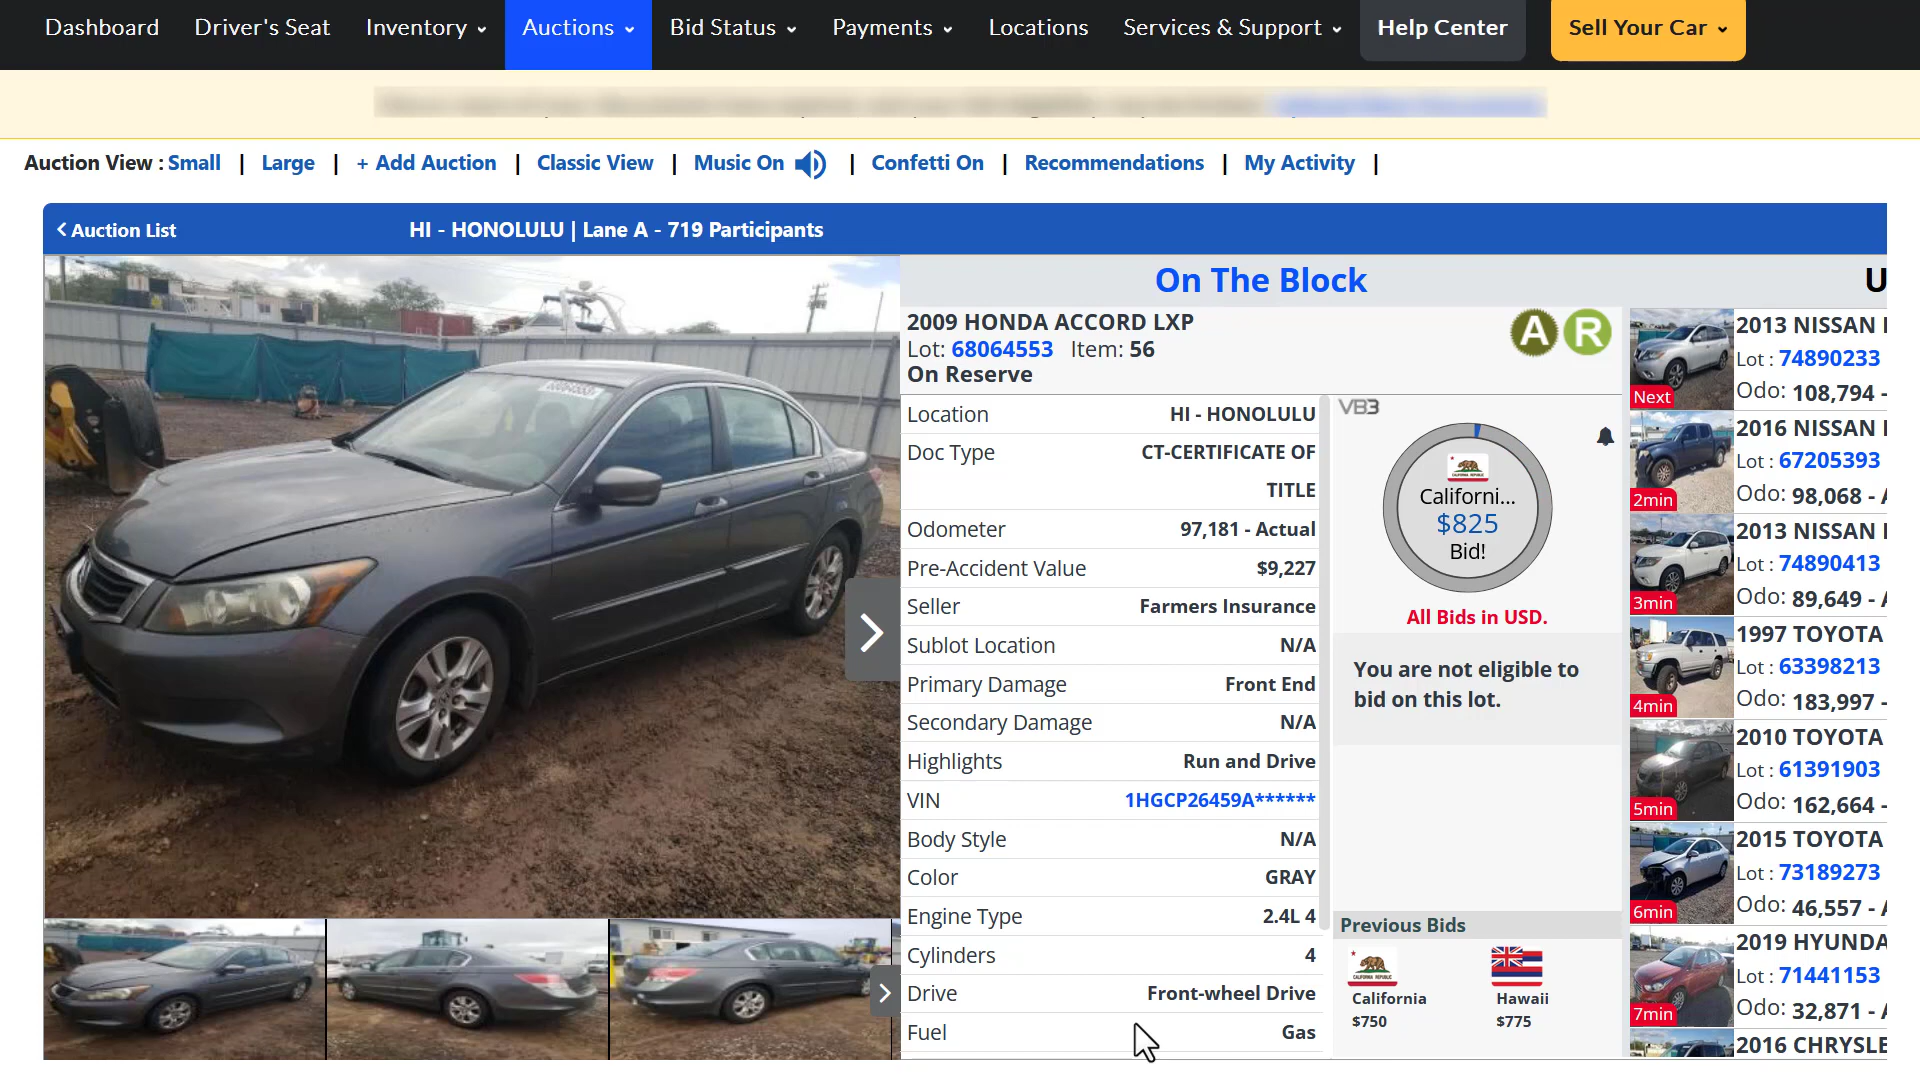 Dashboard
Driver's Seat
Inventory
Auctions
Bid Status
Payments
Locations
Services & Support
Help Center
Sell Your Car
Auction View : Small | Large | + Add Auction | Classic View | Music On | Confetti On | Recommendations | My Activity |
Auction List
HI - HONOLULU | Lane A - 719 Participants
On The Block
2009 HONDA ACCORD LXP
Lot: 68064553 Item: 56
On Reserve
A R
Location HI - HONOLULU
Doc Type CT-CERTIFICATE OF
TITLE
Odometer 97,181 - Actual
Pre-Accident Value $9,227
Seller Farmers Insurance
Sublot Location N/A
Primary Damage Front End
Secondary Damage N/A
Highlights Run and Drive
VIN 1HGCP26459A******
Body Style N/A
Color GRAY
Engine Type 2.4L 4
Cylinders 4
Drive Front-wheel Drive
Fuel Gas
VB3
Californi...
$825
Bid!
All Bids in USD.
You are not eligible to
bid on this lot.
Previous Bids
California
$750
Hawaii
$775
U
2013 NISSAN
Lot : 74890233
Odo: 108,794 -
Next
2016 NISSAN
Lot : 67205393
Odo: 98,068 - A
2min
2013 NISSAN
Lot : 74890413
Odo: 89,649 - A
3min
1997 TOYOTA
Lot : 63398213
Odo: 183,997 -
4min
2010 TOYOTA
Lot : 61391903
Odo: 162,664 -
5min
2015 TOYOTA
Lot : 73189273
Odo: 46,557 - A
6min
2019 HYUNDA
Lot : 71441153
Odo: 32,871 - A
7min
2016 CHRYSLE